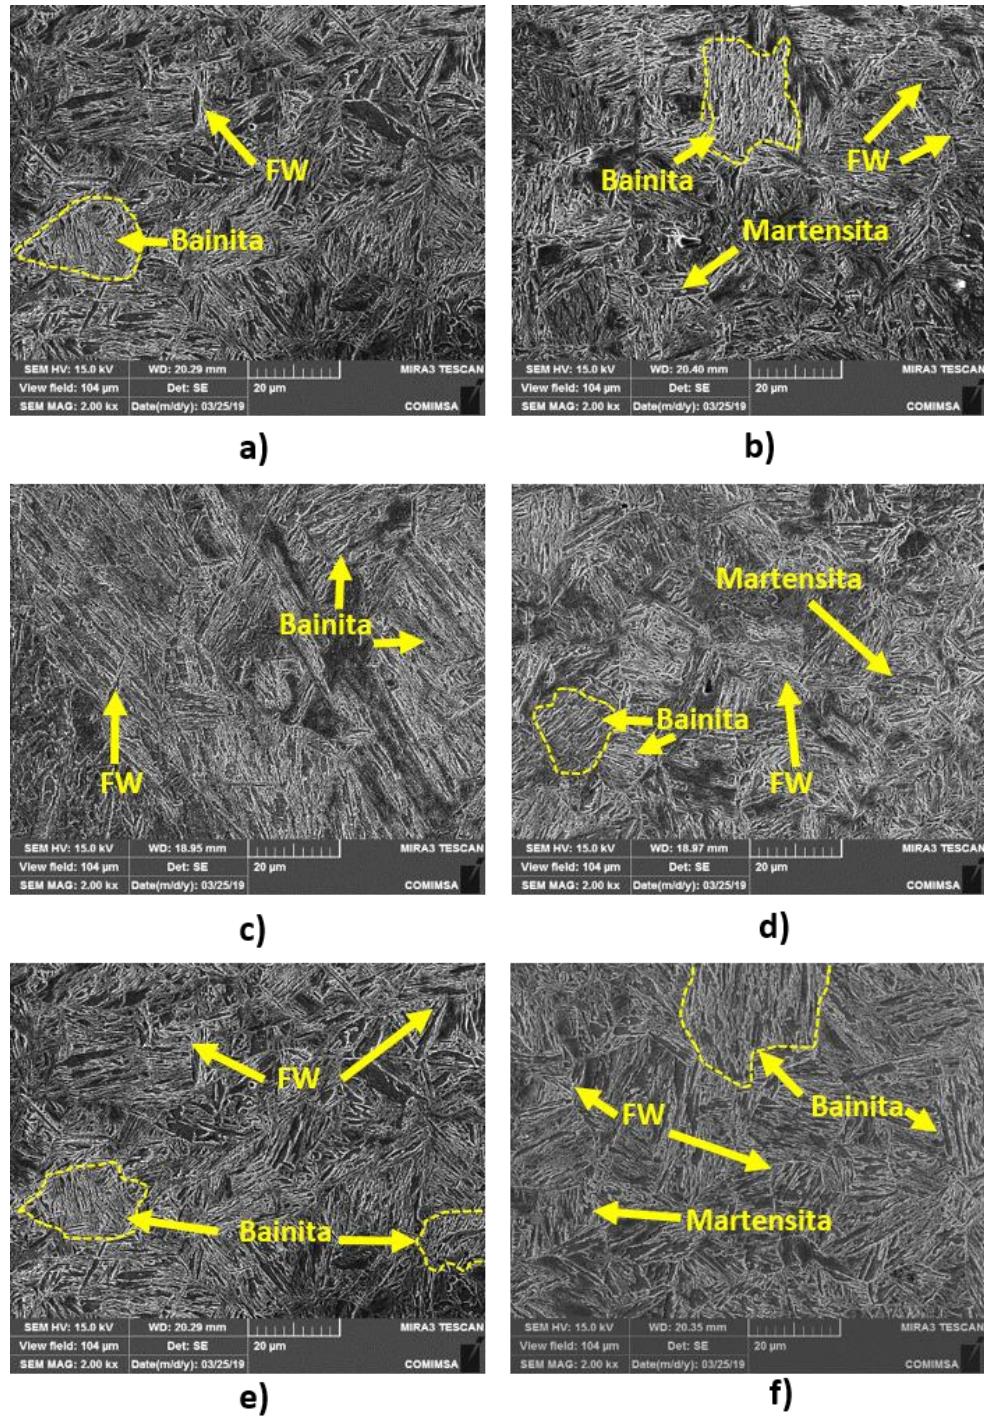 FW
Bainita
SEM HV: 15.0 kV WD: 20.29 mm MIRA3 TESCAN
View field: 104 µm Det: SE 20 µm
SEM MAG: 2.00 kx Date(m/d/y): 03/25/19 COMIMSA
a)
Bainita
FW
Martensita
SEM HV: 15.0 kV WD: 20.40 mm MIRA3 TESCAN
View field: 104 µm Det: SE 20 µm
SEM MAG: 2.00 kx Date(m/d/y): 03/25/19 COMIMSA
b)
Bainita
FW
SEM HV: 15.0 kV WD: 18.95 mm MIRA3 TESCAN
View field: 104 µm Det: SE 20 µm
SEM MAG: 2.00 kx Date(m/d/y): 03/25/19 COMIMSA
c)
Martensita
Bainita
FW
SEM HV: 15.0 kV WD: 18.97 mm MIRA3 TESCAN
View field: 104 µm Det: SE 20 µm
SEM MAG: 2.00 kx Date(m/d/y): 03/25/19 COMIMSA
d)
FW
Bainita
SEM HV: 15.0 kV WD: 20.29 mm MIRA3 TESCAN
View field: 104 µm Det: SE 20 µm
SEM MAG: 2.00 kx Date(m/d/y): 03/25/19 COMIMSA
e)
Bainita
FW
Martensita
SEM HV: 15.0 kV WD: 20.35 mm MIRA3 TESCAN
View field: 104 µm Det: SE 20 µm
SEM MAG: 2.00 kx Date(m/d/y): 03/25/19 COMIMSA
f)